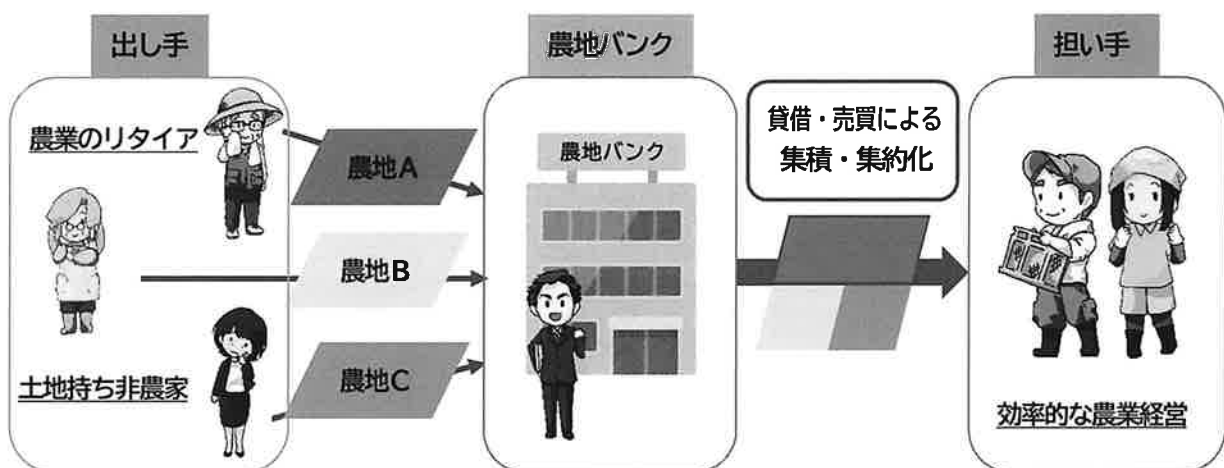 出し手
農業のリタイア
土地持ち非農家
農地A
農地B
農地C
農地バンク
農地バンク
貸借・売買による
集積・集約化
担い手
効率的な農業経営